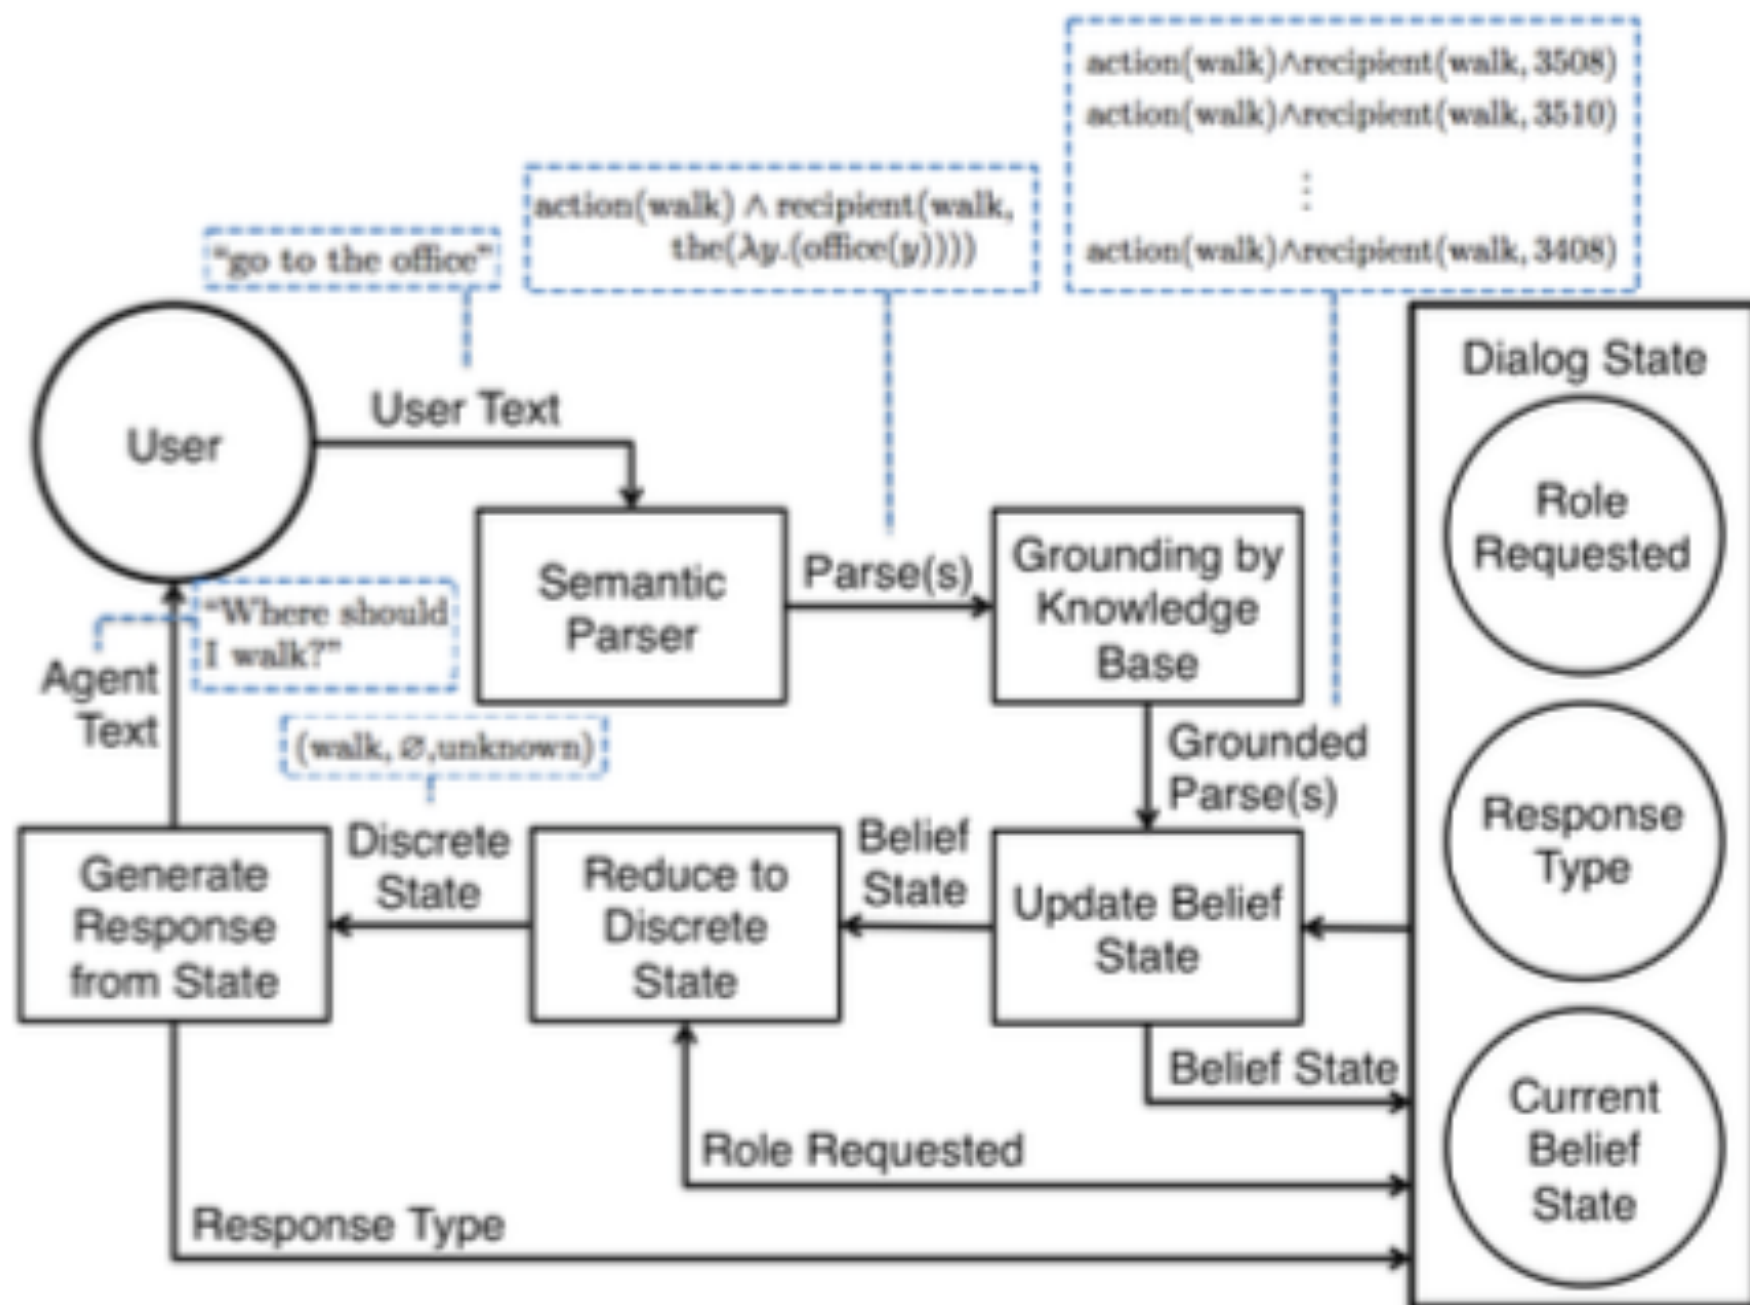 action(walk)∧recipient(walk, 3508)
action(walk)∧recipient(walk, 3510)
⋮
action(walk)∧recipient(walk, 3408)
action(walk) ∧ recipient(walk,
the(λy.(office(y))))
“go to the office”
User
User Text
Semantic
Parser
Parse(s)
Grounding by
Knowledge
Base
Grounded
Parse(s)
Dialog State
Role
Requested
Response
Type
Current
Belief
State
“Where should
I walk?”
Agent
Text
(walk, ∅,unknown)
Generate
Response
from State
Discrete
State
Reduce to
Discrete
State
Belief
State
Update Belief
State
Belief State
Role Requested
Response Type